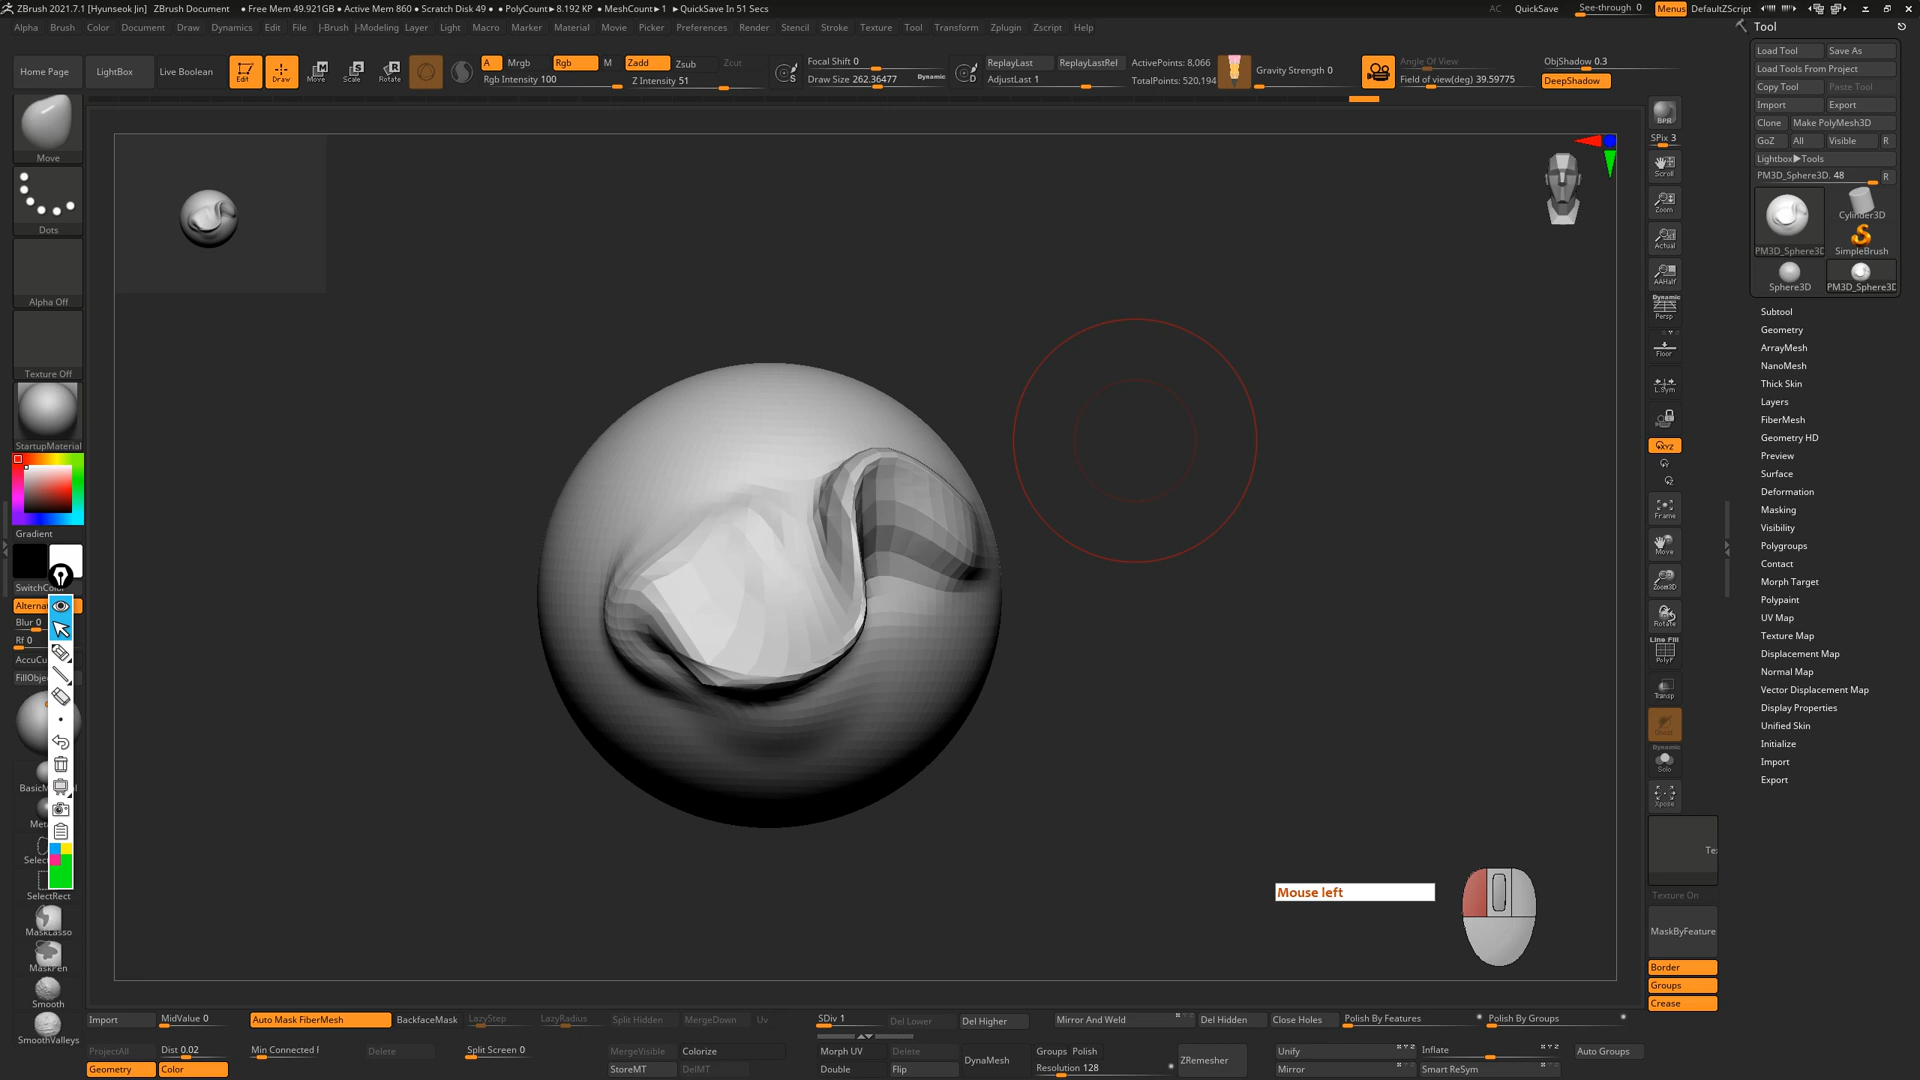 ZBrush 2021.7.1 [Hyunseok Jin] ZBrush Document • Free Mem 49.921GB • Active Mem 860 • Scratch Disk 49 • PolyCount▸ 8.192 KP • MeshCount▸ 1 ▸QuickSave In 51 Secs AC QuickSave See-through 0 Menus DefaultZScript
Alpha Brush Color Document Draw Dynamics Edit File J-Brush J-Modeling Layer Light Macro Marker Material Movie Picker Preferences Render Stencil Stroke Texture Tool Transform Zplugin Zscript Help
Tool
Home Page LightBox Live Boolean Edit Draw Move Scale Rotate
A Mrgb Rgb M Zadd Zsub Zcut
Rgb Intensity 100 Z Intensity 51
Focal Shift 0
Draw Size 262.36477 Dynamic
ReplayLast ReplayLastRel
AdjustLast 1
ActivePoints: 8,066
TotalPoints: 520,194
Gravity Strength 0
Angle Of View
Field of view(deg) 39.59775
ObjShadow 0.3
DeepShadow
Move
Dots
Alpha Off
Texture Off
StartupMaterial
Gradient
SwitchColor
Alterna
Blur 0
Rf 0
AccuCu
FillObje
SelectRect
MaskLasso
MaskPen
Smooth
SmoothValleys
Mouse left
BPR
SPix 3
Scroll
Zoom
Actual
AAHalf
Dynamic
Persp
Floor
L.Sym
XYZ
Frame
Move
Zoom3D
Rotate
Line Fill
PolyF
Transp
Ghost
Dynamic
Solo
Xpose
Texture On
MaskByFeature
Border
Groups
Crease
Load Tool Save As
Load Tools From Project
Copy Tool Paste Tool
Import Export
Clone Make PolyMesh3D
GoZ All Visible R
Lightbox▶Tools
PM3D_Sphere3D. 48 R
PM3D_Sphere3D Cylinder3D
SimpleBrush
Sphere3D PM3D_Sphere3D
Subtool
Geometry
ArrayMesh
NanoMesh
Thick Skin
Layers
FiberMesh
Geometry HD
Preview
Surface
Deformation
Masking
Visibility
Polygroups
Contact
Morph Target
Polypaint
UV Map
Texture Map
Displacement Map
Normal Map
Vector Displacement Map
Display Properties
Unified Skin
Initialize
Import
Export
Import MidValue 0 Auto Mask FiberMesh BackfaceMask LazyStep LazyRadius Split Hidden MergeDown Uv SDiv 1 Del Lower Del Higher Mirror And Weld Del Hidden Close Holes Polish By Features Polish By Groups
ProjectAll Dist 0.02 Min Connected Delete Split Screen 0 MergeVisible Colorize Morph UV Delete DynaMesh Groups Polish ZRemesher Unify Inflate Auto Groups
Geometry Color StoreMT DelMT Double Flip Resolution 128 Mirror Smart ReSym